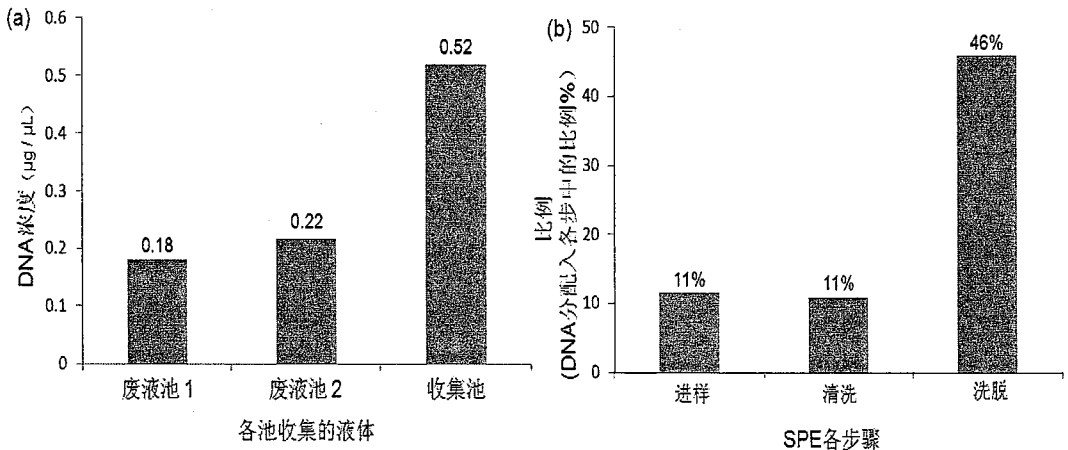 (a)
DNA浓度（μg / μL）
0.6
0.5
0.4
0.3
0.2
0.1
0
0.18
0.22
0.52
废液池 1
废液池 2
收集池
各池收集的液体
(b)
比例
(DNA分配入各步中的比例%)
50
40
30
20
10
0
11%
11%
46%
进样
清洗
洗脱
SPE各步骤